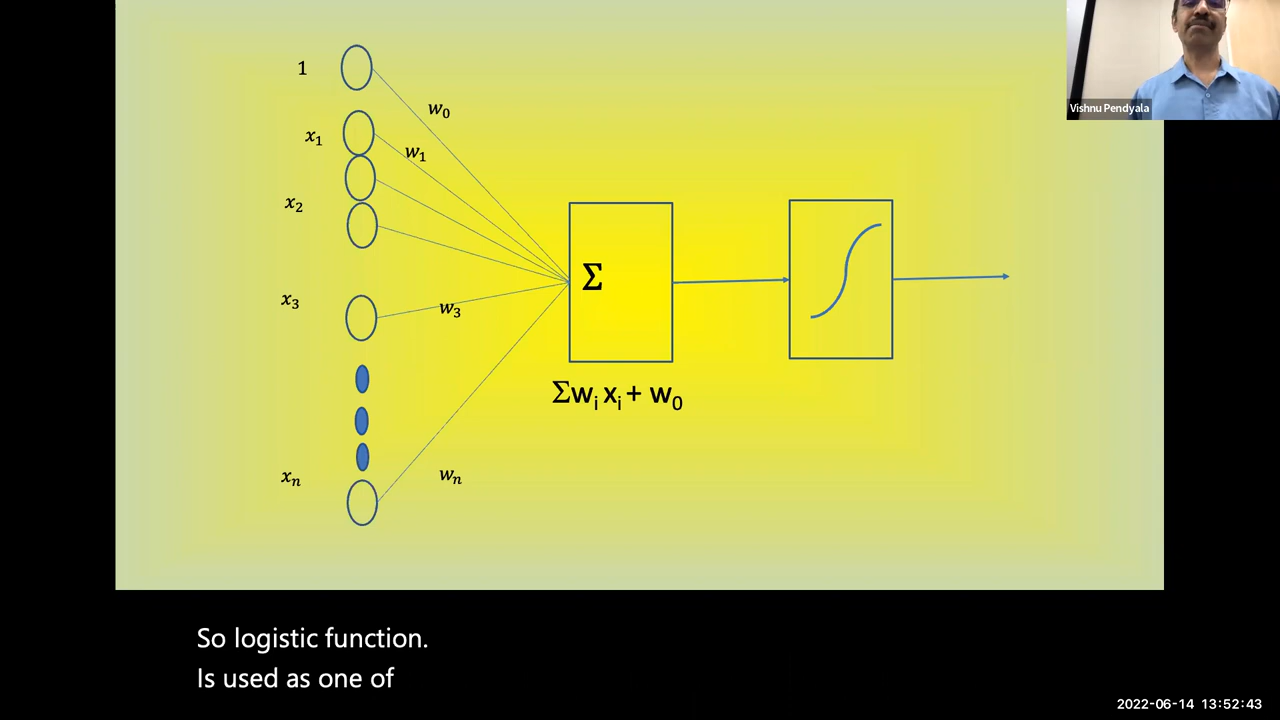 1
w0
x1
w1
x2
x3
w3
Σ
Σwi xi + w0
xn
wn
Vishnu Pendyala
So logistic function.
Is used as one of
2022-06-14 13:52:43